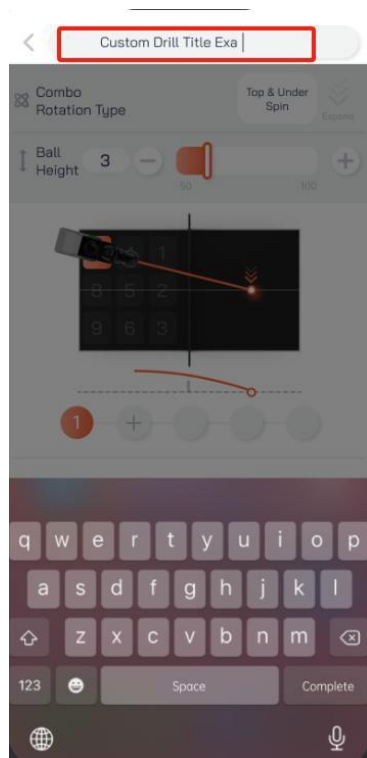 Custom Drill Title Exa
Combo
Rotation Type
Top & Under
Spin
Expand
Ball
Height
3
50
100
1
8 5 2
9 6 3
1
q w e r t y u i o p
a s d f g h j k l
z x c v b n m
123
Space
Complete